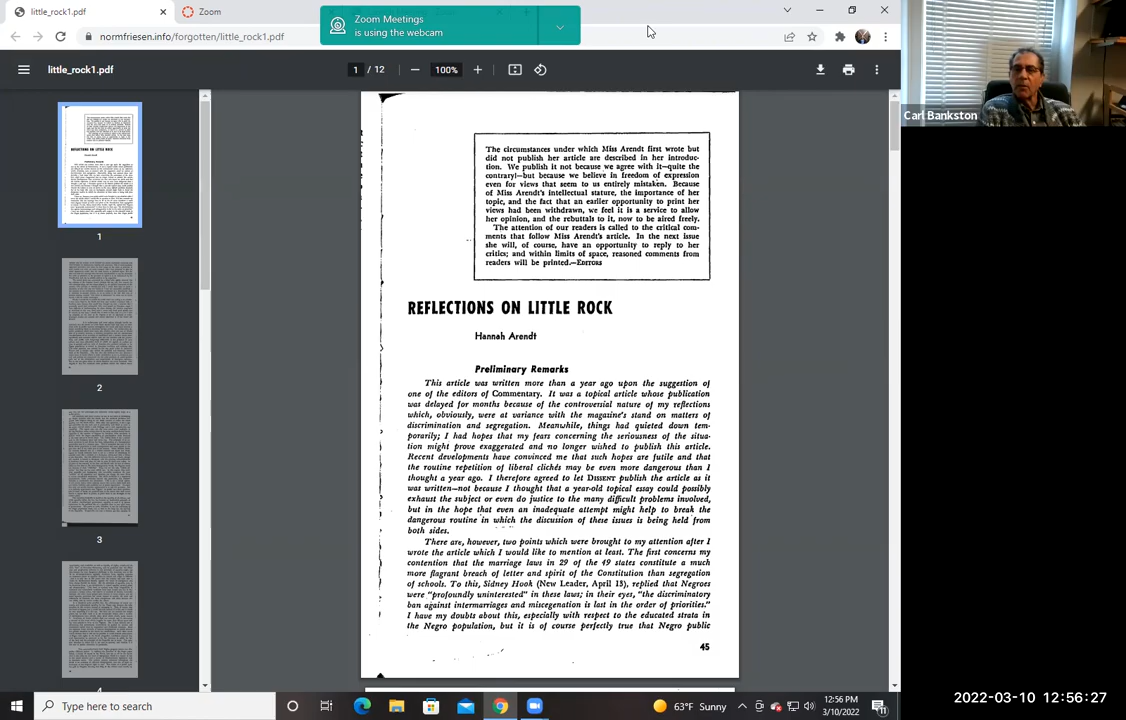 little_rock1.pdf
Zoom
Zoom Meetings
is using the webcam
normfriesen.info/forgotten/little_rock1.pdf
little_rock1.pdf
1 / 12
100%
Carl Bankston
The circumstances under which Miss Arendt first wrote but
did not publish her article are described in her introduc-
tion. We publish it not because we agree with it—quite the
contrary!—but because we believe in freedom of expression
even for views that seem to us entirely mistaken. Because
of Miss Arendt's intellectual stature, the importance of her
topic, and the fact that an earlier opportunity to print her
views had been withdrawn, we feel it is a service to allow
her opinion, and the rebuttals to it, now to be aired freely.
The attention of our readers is called to the critical com-
ments that follow Miss Arendt's article. In the next issue
she will, of course, have an opportunity to reply to her
critics; and within limits of space, reasoned comments from
readers will be printed.—EDITORS
REFLECTIONS ON LITTLE ROCK
Hannah Arendt
Preliminary Remarks
This article was written more than a year ago upon the suggestion of
one of the editors of Commentary. It was a topical article whose publication
was delayed for months because of the controversial nature of my reflections
which, obviously, were at variance with the magazine's stand on matters of
discrimination and segregation. Meanwhile, things had quieted down tem-
porarily; I had hopes that my fears concerning the seriousness of the situa-
tion might prove exaggerated and no longer wished to publish this article.
Recent developments have convinced me that such hopes are futile and that
the routine repetition of liberal clichés may be even more dangerous than I
thought a year ago. I therefore agreed to let DISSENT publish the article as it
was written—not because I thought that a year-old topical essay could possibly
exhaust the subject or even do justice to the many difficult problems involved,
but in the hope that even an inadequate attempt might help to break the
dangerous routine in which the discussion of these issues is being held from
both sides.
There are, however, two points which were brought to my attention after I
wrote the article which I would like to mention at least. The first concerns my
contention that the marriage laws in 29 of the 49 states constitute a much
more flagrant breach of letter and spirit of the Constitution than segregation
of schools. To this, Sidney Hook (New Leader, April 13), replied that Negroes
were "profoundly uninterested" in these laws; in their eyes, "the discriminatory
ban against intermarriages and miscegenation is last in the order of priorities."
I have my doubts about this, especially with respect to the educated strata in
the Negro population, but it is of course perfectly true that Negro public
45
1
2
3
4
Type here to search
63°F Sunny
12:56 PM
3/10/2022
11
2022-03-10 12:56:27